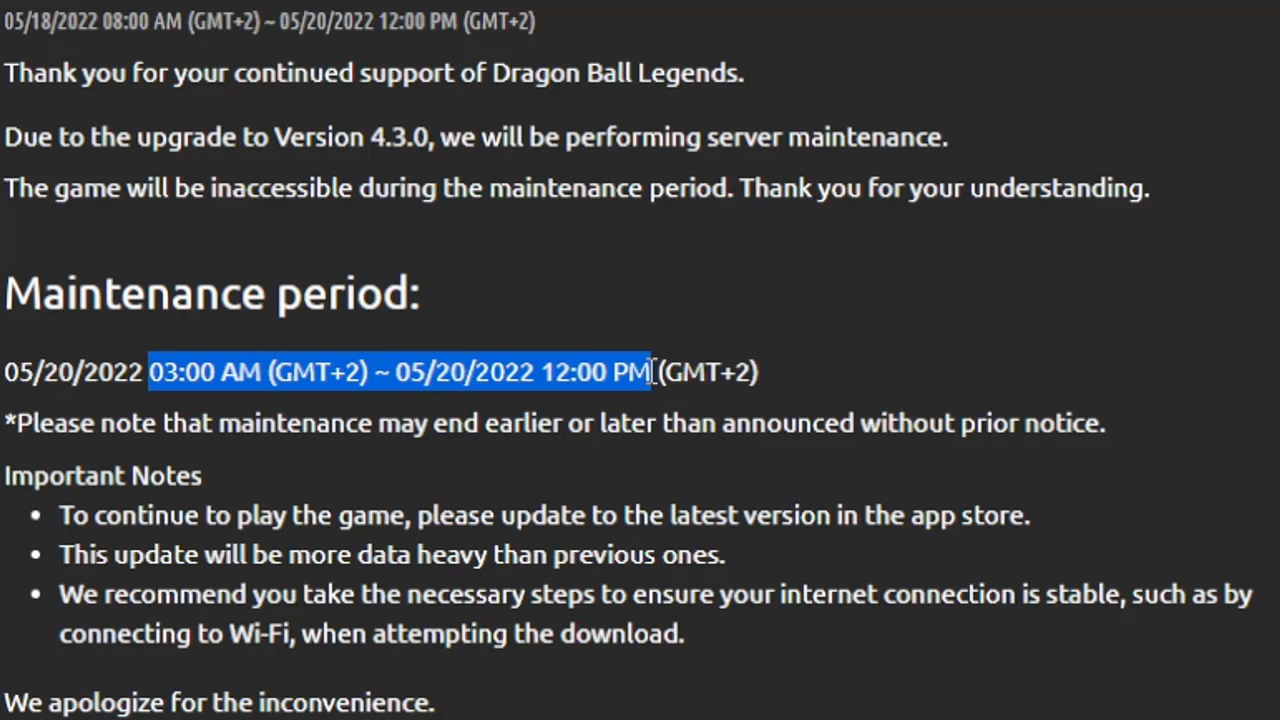 05/18/2022 08:00 AM (GMT+2) ~ 05/20/2022 12:00 PM (GMT+2)
Thank you for your continued support of Dragon Ball Legends.
Due to the upgrade to Version 4.3.0, we will be performing server maintenance.
The game will be inaccessible during the maintenance period. Thank you for your understanding.
Maintenance period:
05/20/2022 03:00 AM (GMT+2) ~ 05/20/2022 12:00 PM (GMT+2)
*Please note that maintenance may end earlier or later than announced without prior notice.
Important Notes
• To continue to play the game, please update to the latest version in the app store.
• This update will be more data heavy than previous ones.
• We recommend you take the necessary steps to ensure your internet connection is stable, such as by
connecting to Wi-Fi, when attempting the download.
We apologize for the inconvenience.